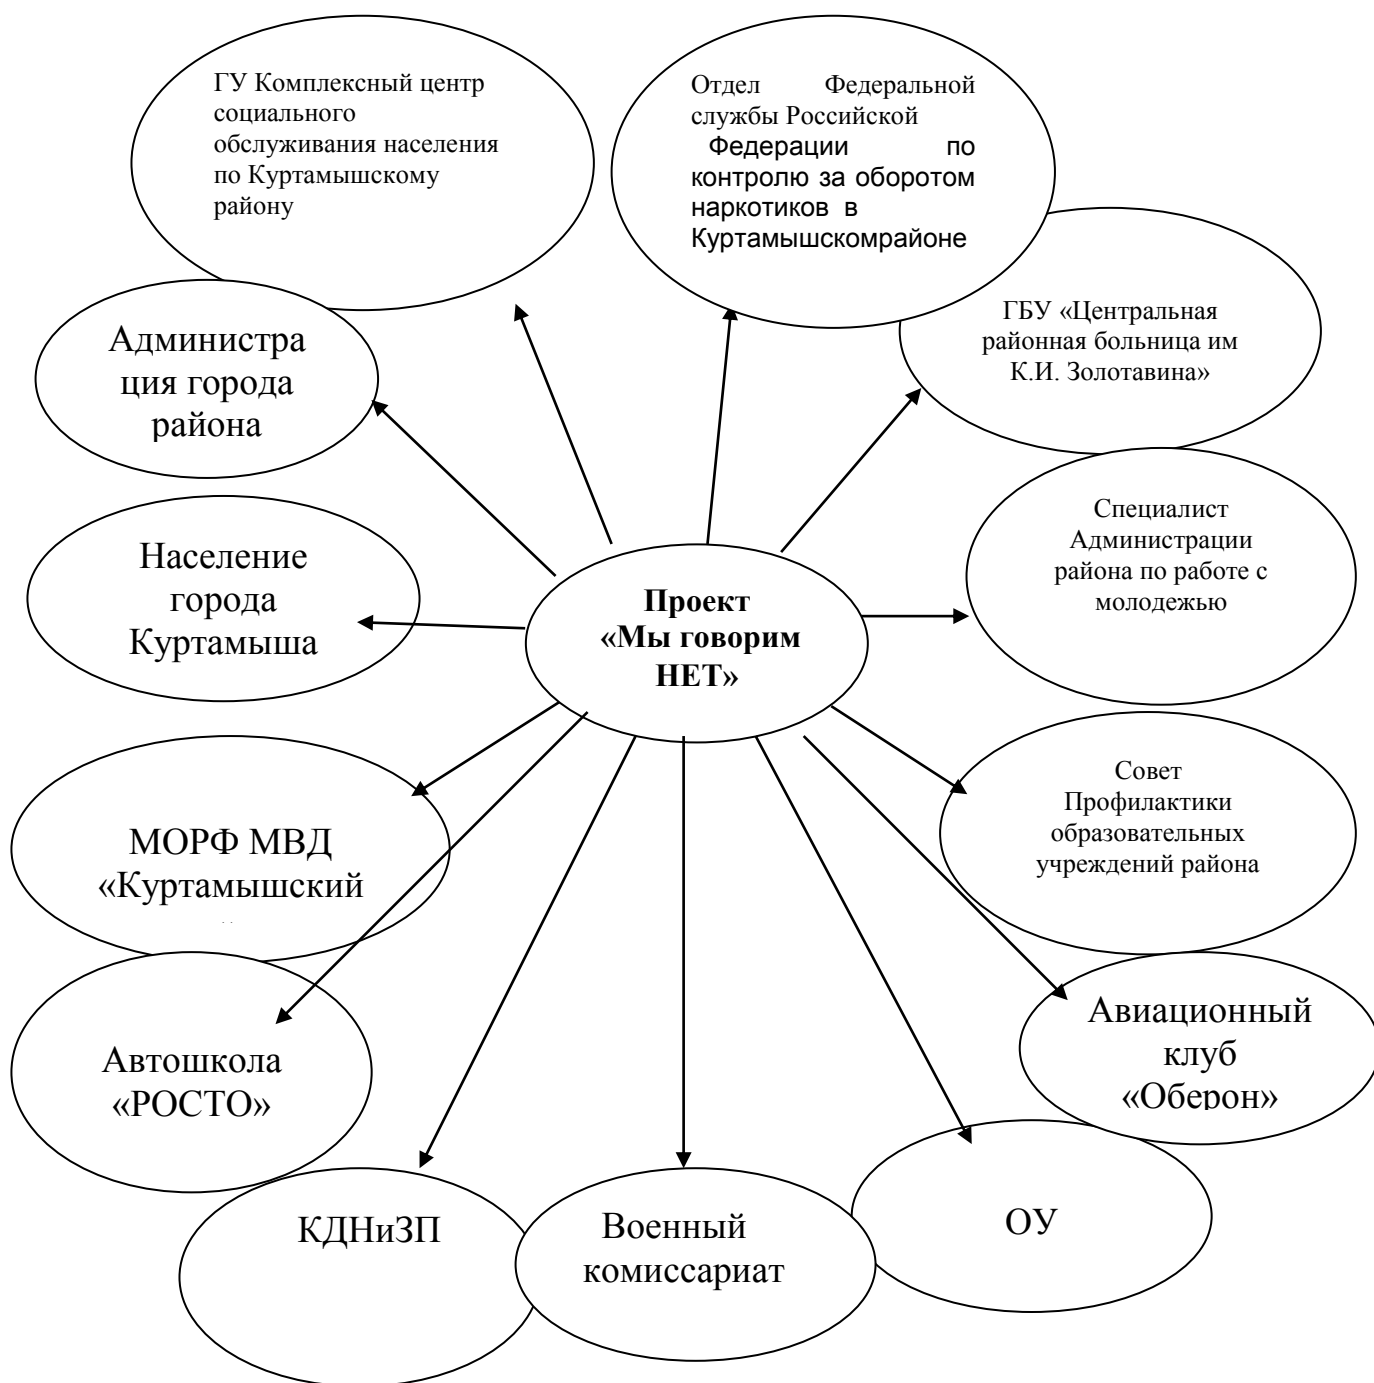 ГУ Комплексный центр
социального
обслуживания населения
по Куртамышскому
району
Отдел Федеральной
службы Российской
Федерации по
контролю за оборотом
наркотиков в
Куртамышскомрайоне
ГБУ «Центральная
районная больница им
К.И. Золотавина»
Администра
ция города
района
Специалист
Администрации
района по работе с
молодежью
Население
города
Куртамыша
Проект
«Мы говорим
НЕТ»
Совет
Профилактики
образовательных
учреждений района
МОРФ МВД
«Куртамышский
Авиационный
клуб
«Оберон»
Автошкола
«РОСТО»
КДНиЗП
Военный
комиссариат
ОУ